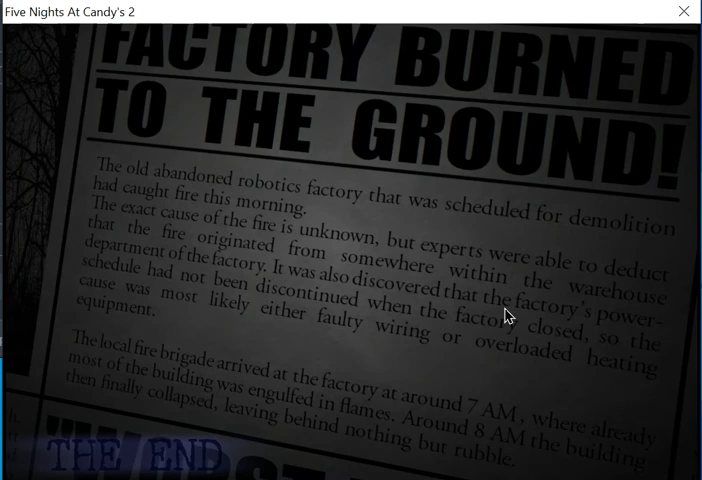 Five Nights At Candy's 2
FACTORY BURNED
TO THE GROUND!
The old abandoned robotics factory that was scheduled for demolition
had caught fire this morning.
The exact cause of the fire is unknown, but experts were able to deduct
that the fire originated from somewhere within the warehouse
department of the factory. It was also discovered that the factory's power-
schedule had not been discontinued when the factory closed, so the
cause was most likely either faulty wiring or overloaded heating
equipment.
The local fire brigade arrived at the factory at around 7 AM, where already
most of the building was engulfed in flames. Around 8 AM the building
then finally collapsed, leaving behind nothing but rubble.
THE END